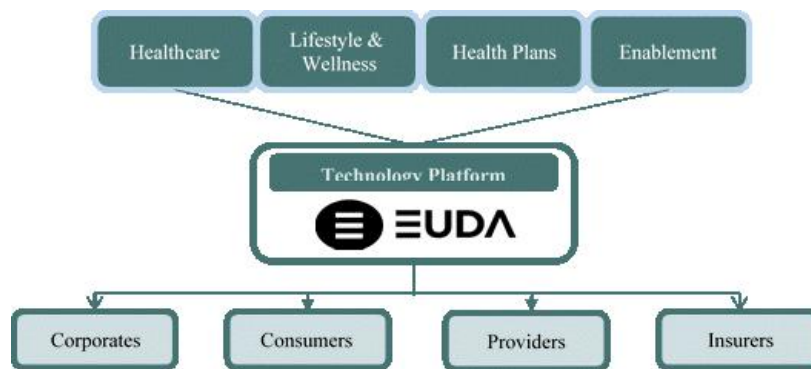 Healthcare
Lifestyle &
Wellness
Health Plans
Enablement
Technology Platform
EUDA
Corporates
Consumers
Providers
Insurers